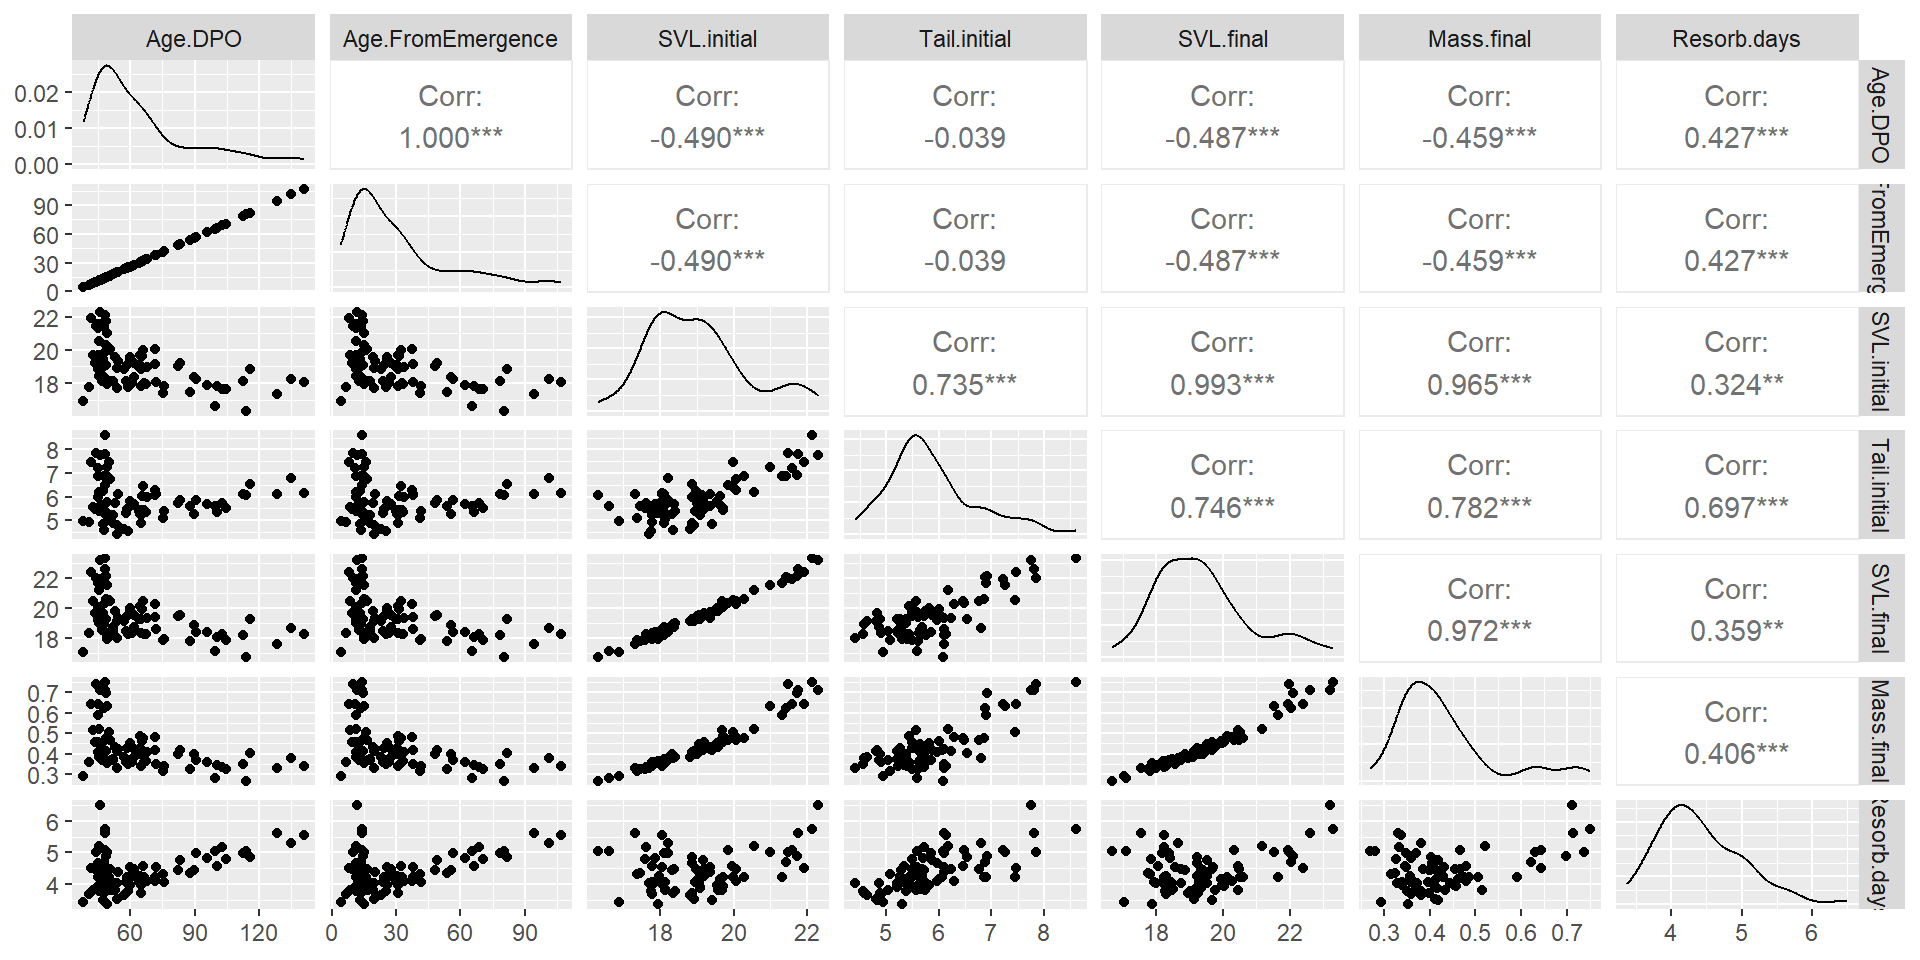 Age.DPO Age.FromEmergence SVL.initial Tail.initial SVL.final Mass.final Resorb.days
0.02
0.01
0.00
Corr: Corr: Corr: Corr: Corr: Corr:
1.000*** -0.490*** -0.039 -0.487*** -0.459*** 0.427***
Age.DPO
90
60
30
0
Corr: Corr: Corr: Corr: Corr:
-0.490*** -0.039 -0.487*** -0.459*** 0.427***
FromEmerg
22
20
18
Corr: Corr: Corr: Corr:
0.735*** 0.993*** 0.965*** 0.324**
SVL.initial
8
7
6
5
Corr: Corr: Corr:
0.746*** 0.782*** 0.697***
Tail.initial
22
20
18
Corr: Corr:
0.972*** 0.359**
SVL.final
0.7
0.6
0.5
0.4
0.3
Corr:
0.406***
Mass.final
6
5
4
Resorb.days
60 90 120 0 30 60 90 18 20 22 5 6 7 8 18 20 22 0.3 0.4 0.5 0.6 0.7 4 5 6